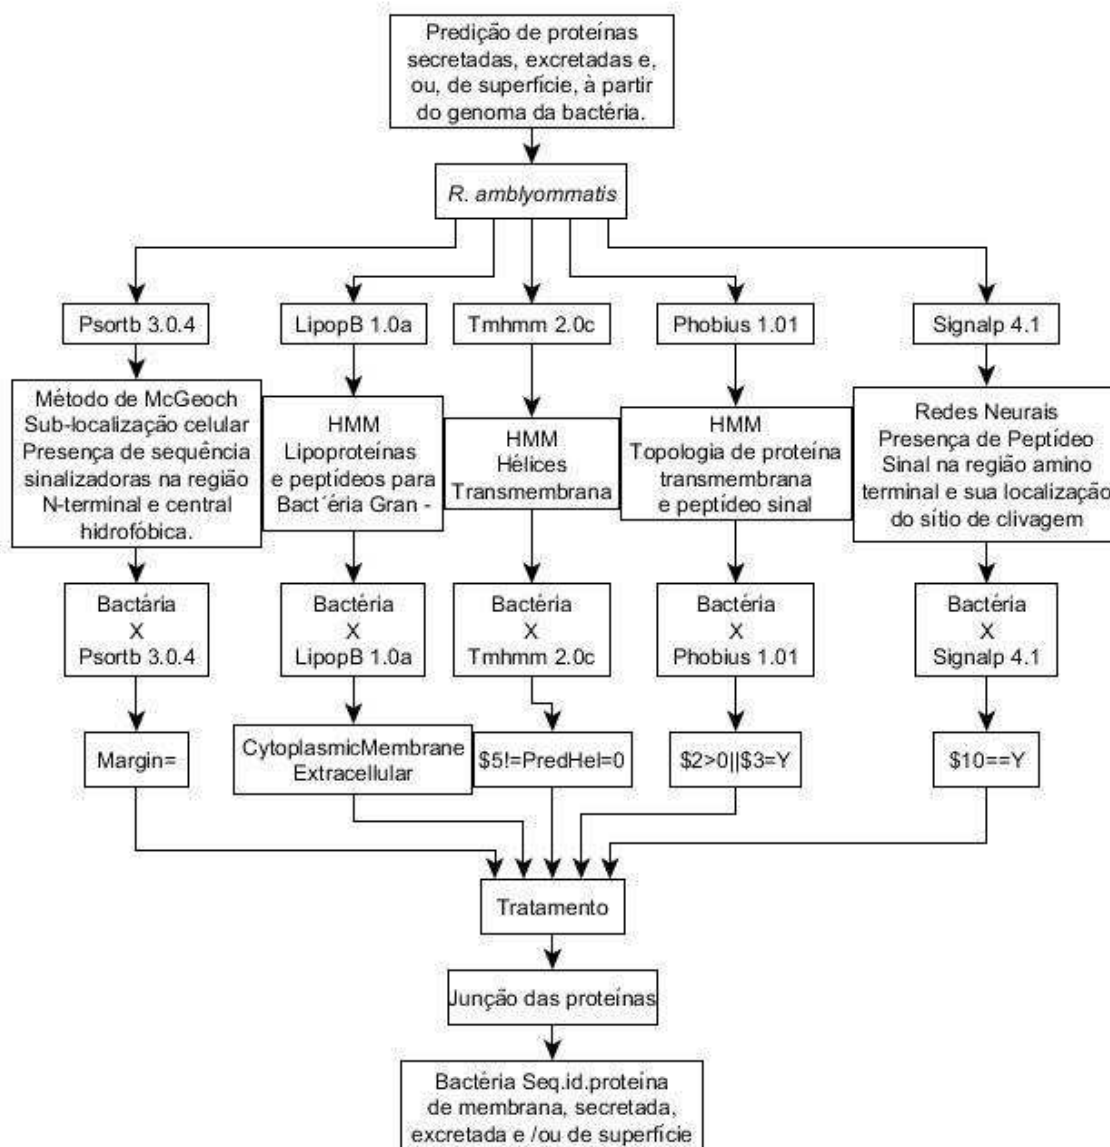 Predição de proteínas
secretadas, excretadas e,
ou, de superfície, à partir
do genoma da bactéria.
R. amblyommatis
Psortb 3.0.4
LipopB 1.0a
Tmhmm 2.0c
Phobius 1.01
Signalp 4.1
Método de McGeoch
Sub-localização celular
Presença de sequência
sinalizadoras na região
N-terminal e central
hidrofóbica.
HMM
Lipoproteínas
e peptídeos para
Bact´éria Gran -
HMM
Hélices
Transmembrana
HMM
Topologia de proteína
transmembrana
e peptídeo sinal
Redes Neurais
Presença de Peptídeo
Sinal na região amino
terminal e sua localização
do sítio de clivagem
Bactária
X
Psortb 3.0.4
Bactéria
X
LipopB 1.0a
Bactéria
X
Tmhmm 2.0c
Bactéria
X
Phobius 1.01
Bactéria
X
Signalp 4.1
Margin=
CytoplasmicMembrane
Extracellular
$5!=PredHel=0
$2>0||$3=Y
$10==Y
Tratamento
Junção das proteínas
Bactéria Seq.id.proteína
de membrana, secretada,
excretada e /ou de superfície